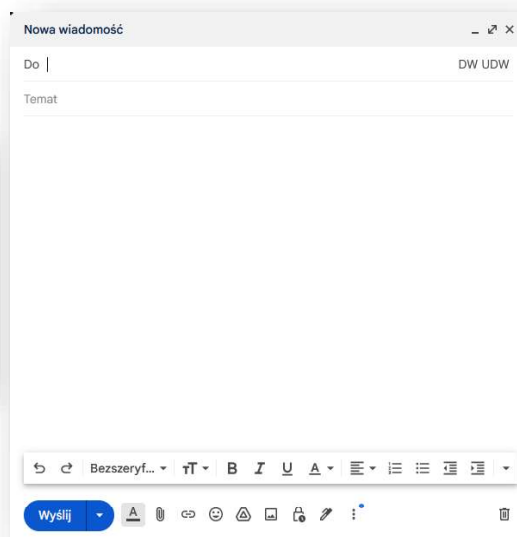 Nowa wiadomość
Do DW UDW
Temat
Bezszeryf... B I U A
Wyślij A